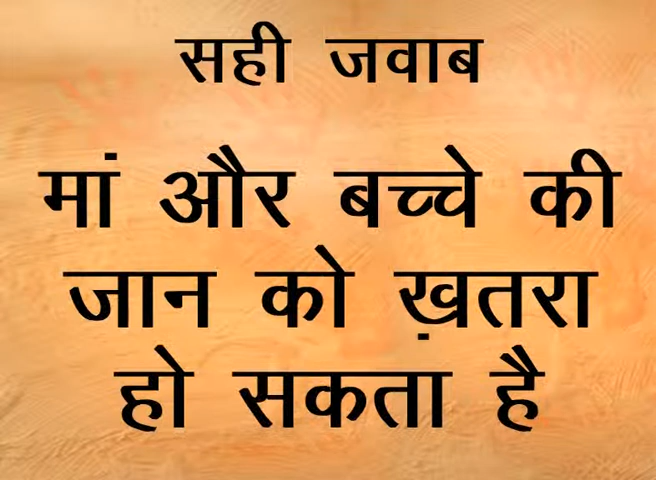 सही जवाब
मां और बच्चे की
जान को ख़तरा
हो सकता है